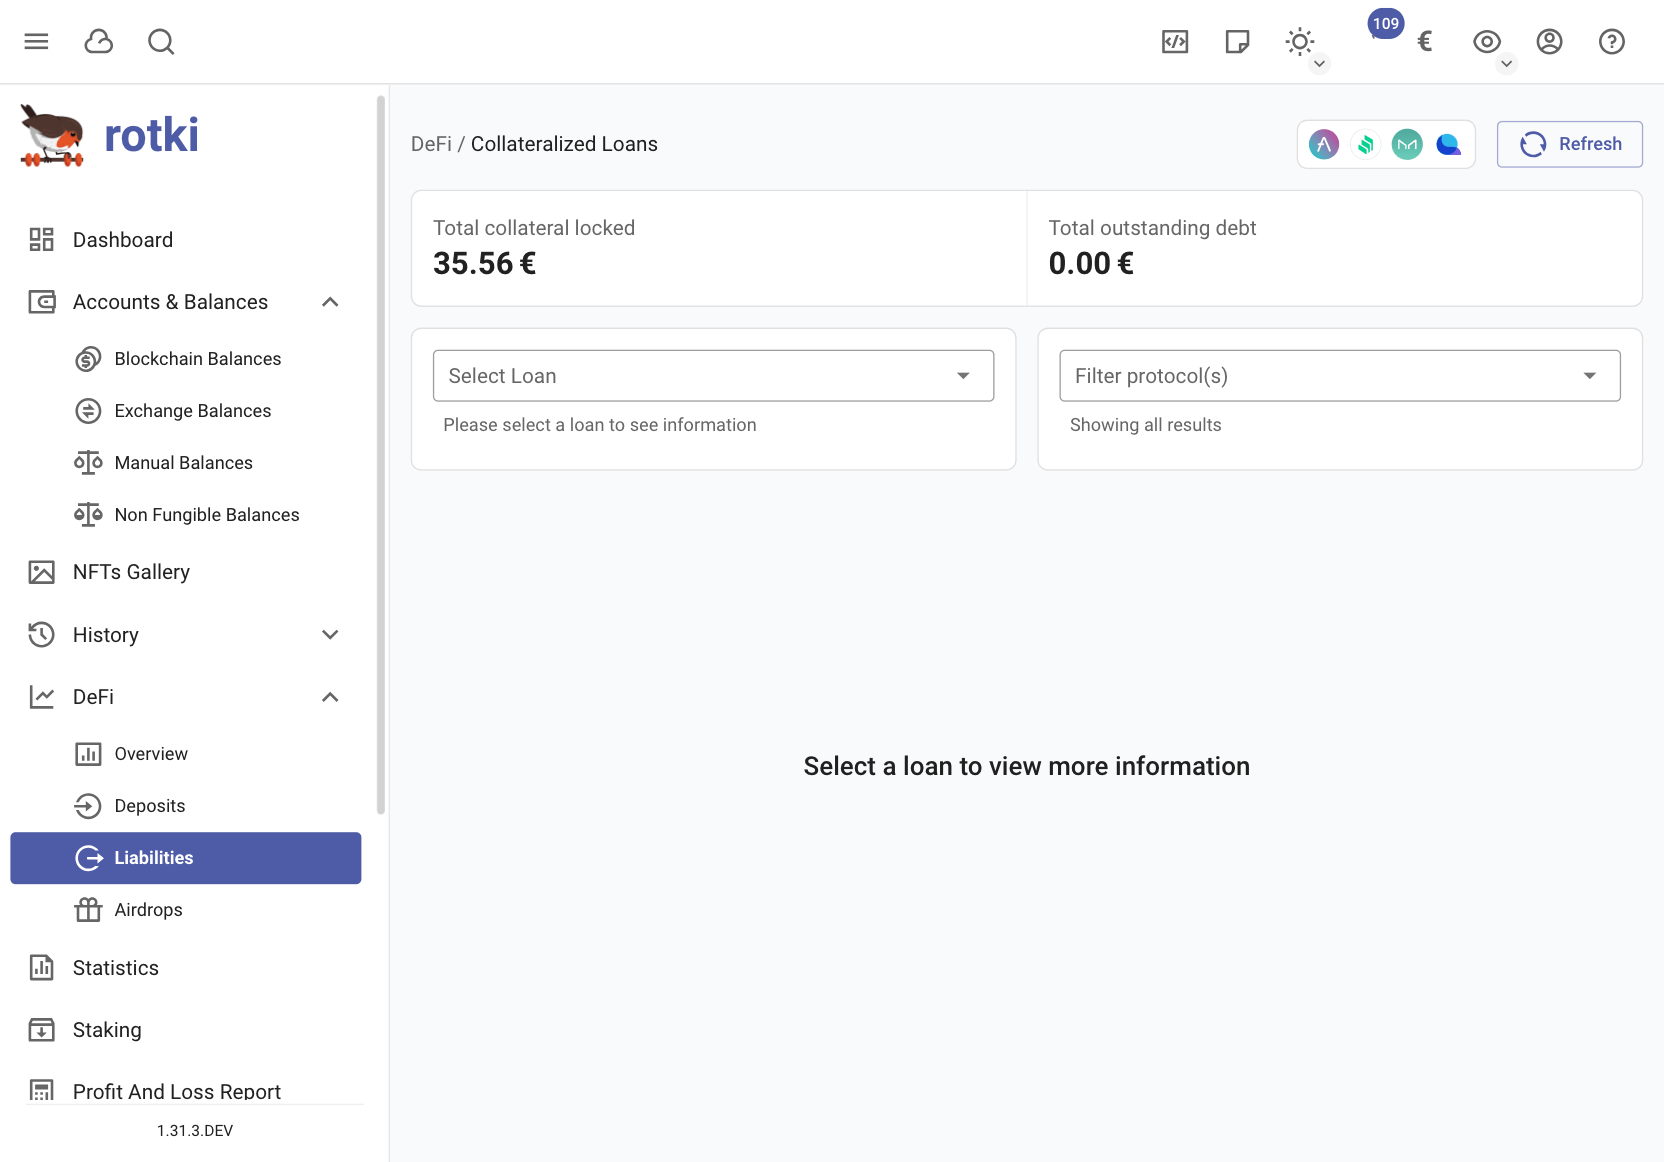 109
€
rotki
Dashboard
Accounts & Balances
Blockchain Balances
Exchange Balances
Manual Balances
Non Fungible Balances
NFTs Gallery
History
DeFi
Overview
Deposits
Liabilities
Airdrops
Statistics
Staking
Profit And Loss Report
1.31.3.DEV
DeFi / Collateralized Loans
Refresh
Total collateral locked
35.56 €
Total outstanding debt
0.00 €
Select Loan
Please select a loan to see information
Filter protocol(s)
Showing all results
Select a loan to view more information